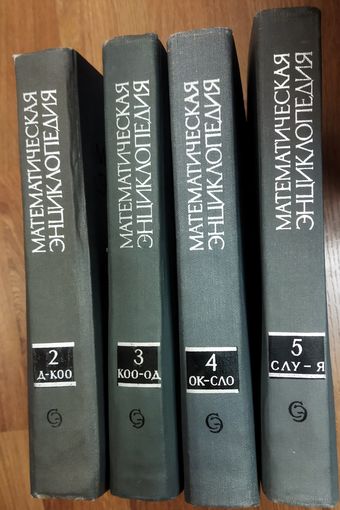 МАТЕМАТИЧЕСКАЯ
ЭНЦИКЛОПЕДИЯ
2
Д-КОО
МАТЕМАТИЧЕСКАЯ
ЭНЦИКЛОПЕДИЯ
3
КОО-ОД
МАТЕМАТИЧЕСКАЯ
ЭНЦИКЛОПЕДИЯ
4
ОК-СЛО
МАТЕМАТИЧЕСКАЯ
ЭНЦИКЛОПЕДИЯ
5
СЛУ-Я